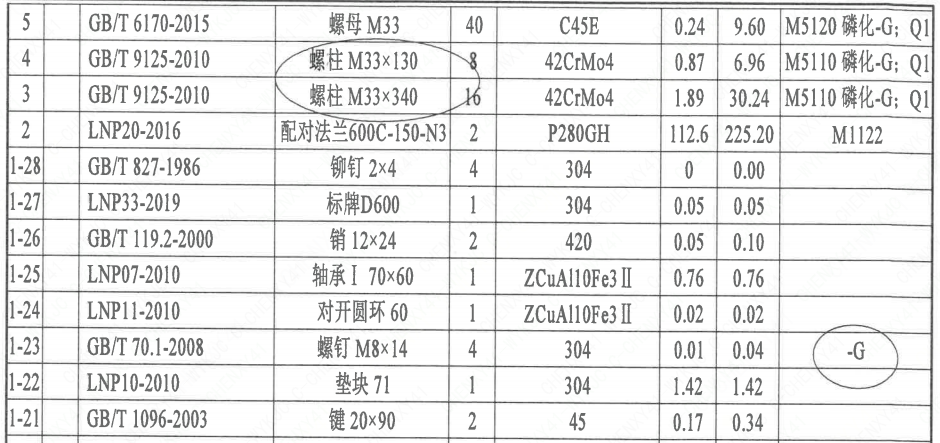 5 GB/T 6170-2015 螺母 M33 40 C45E 0.24 9.60 M5120 磷化-G；Q1
4 GB/T 9125-2010 螺柱 M33×130 8 42CrMo4 0.87 6.96 M5110 磷化-G；Q1
3 GB/T 9125-2010 螺柱 M33×340 16 42CrMo4 1.89 30.24 M5110 磷化-G；Q1
2 LNP20-2016 配对法兰600C-150-N3 2 P280GH 112.6 225.20 M1122
1-28 GB/T 827-1986 铆钉 2×4 4 304 0 0.00
1-27 LNP33-2019 标牌D600 1 304 0.05 0.05
1-26 GB/T 119.2-2000 销 12×24 2 420 0.05 0.10
1-25 LNP07-2010 轴承Ⅰ 70×60 1 ZCuAl10Fe3Ⅱ 0.76 0.76
1-24 LNP11-2010 对开圆环 60 1 ZCuAl10Fe3Ⅱ 0.02 0.02
1-23 GB/T 70.1-2008 螺钉 M8×14 4 304 0.01 0.04 -G
1-22 LNP10-2010 垫块 71 1 304 1.42 1.42
1-21 GB/T 1096-2003 键 20×90 2 45 0.17 0.34